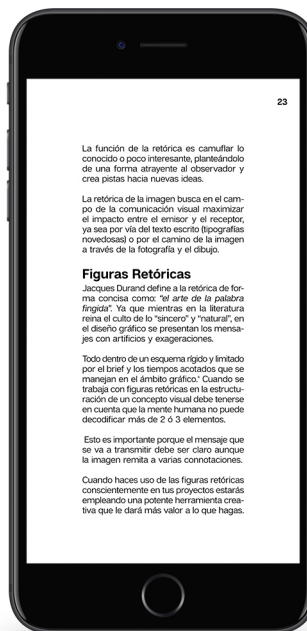 23
La función de la retórica es camuflar lo
conocido o poco interesante, planteándolo
de una forma atrayente al observador y
crea pistas hacia nuevas ideas.
La retórica de la imagen busca en el cam-
po de la comunicación visual maximizar
el impacto entre el emisor y el receptor,
ya sea por vía del texto escrito (tipografías
novedosas) o por el camino de la imagen
a través de la fotografía y el dibujo.
Figuras Retóricas
Jacques Durand define a la retórica de for-
ma concisa como: "el arte de la palabra
fingida". Ya que mientras en la literatura
reina el culto de lo "sincero" y "natural", en
el diseño gráfico se presentan los mensa-
jes con artificios y exageraciones.
Todo dentro de un esquema rígido y limitado
por el brief y los tiempos acotados que se
manejan en el ámbito gráfico." Cuando se
trabaja con figuras retóricas en la estructu-
ración de un concepto visual debe tenerse
en cuenta que la mente humana no puede
decodificar más de 2 ó 3 elementos.
Esto es importante porque el mensaje que
se va a transmitir debe ser claro aunque
la imagen remita a varias connotaciones.
Cuando haces uso de las figuras retóricas
conscientemente en tus proyectos estarás
empleando una potente herramienta crea-
tiva que le dará más valor a lo que hagas.